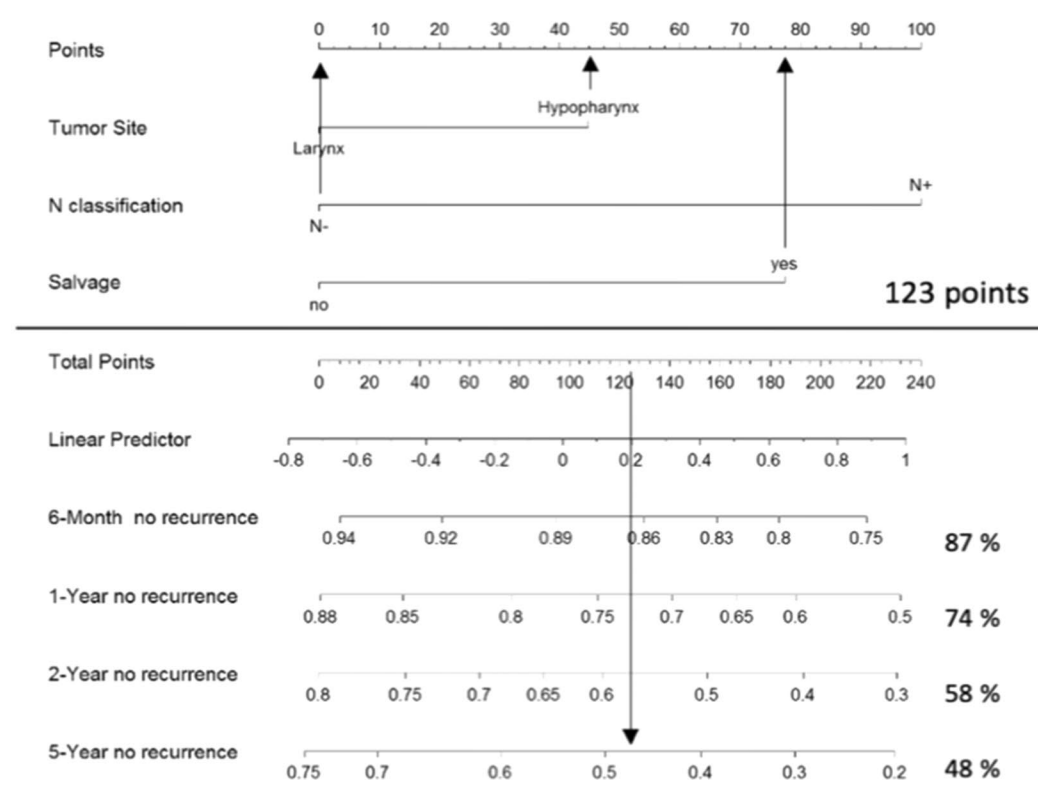 0 10 20 30 40 50 60 70 80 90 100
Points
Hypopharynx
Tumor Site
Larynx
N+
N classification
N-
yes
Salvage
no
123 points
Total Points
0 20 40 60 80 100 120 140 160 180 200 220 240
Linear Predictor
-0.8 -0.6 -0.4 -0.2 0 0.2 0.4 0.6 0.8 1
6-Month no recurrence
0.94 0.92 0.89 0.86 0.83 0.8 0.75
87 %
1-Year no recurrence
0.88 0.85 0.8 0.75 0.7 0.65 0.6 0.5
74 %
2-Year no recurrence
0.8 0.75 0.7 0.65 0.6 0.5 0.4 0.3
58 %
5-Year no recurrence
0.75 0.7 0.6 0.5 0.4 0.3 0.2
48 %